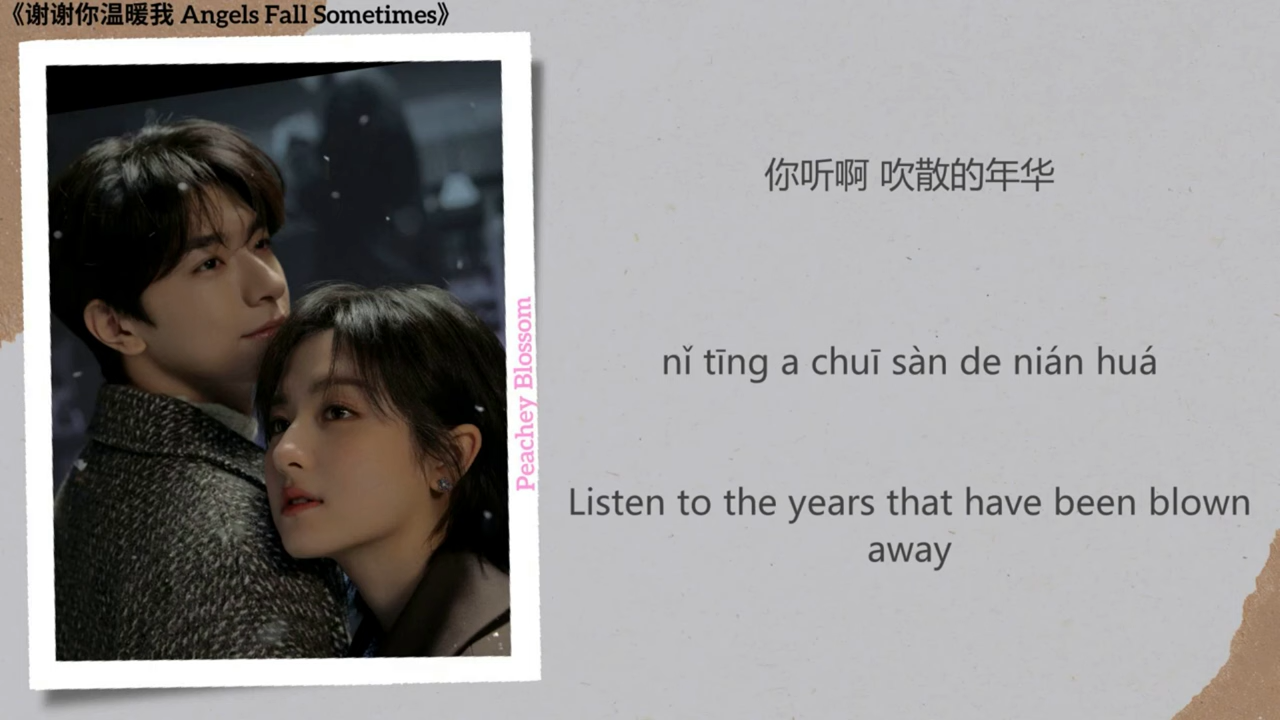 《谢谢你温暖我 Angels Fall Sometimes》
Peachey Blossom
你听啊 吹散的年华
nǐ tīng a chuī sàn de nián huá
Listen to the years that have been blown
away